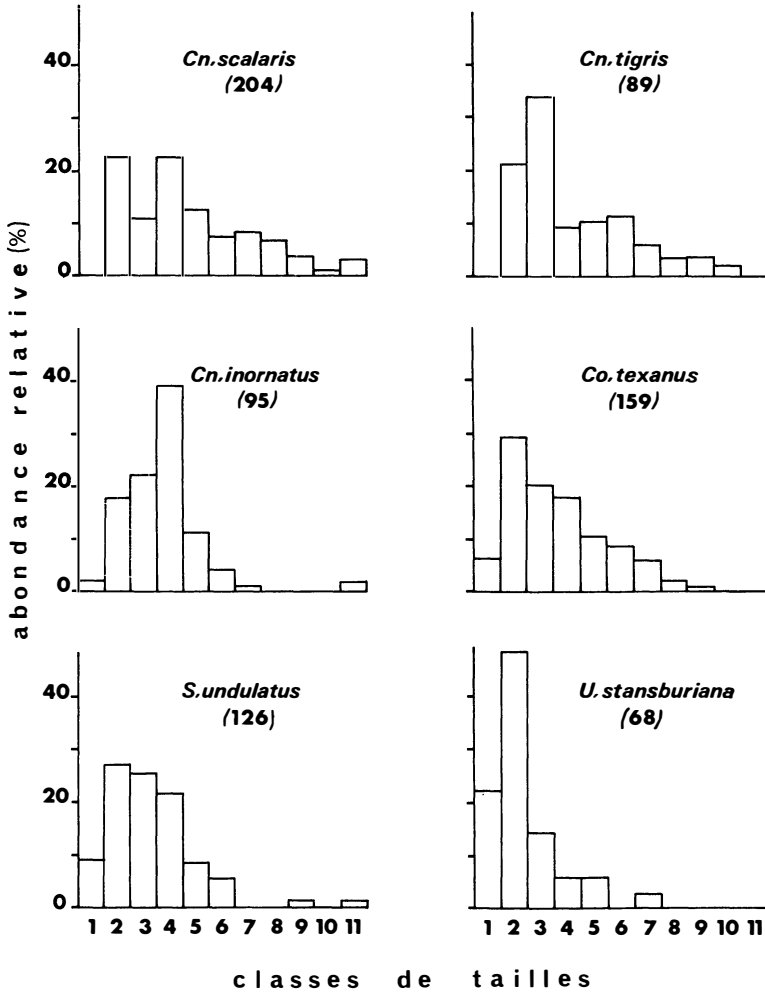 Cn. scalaris
(204)
40
20
0
Cn. tigris
(89)
Cn. inornatus
(95)
40
20
0
Co. texanus
(159)
S. undulatus
(126)
40
20
0
U. stansburiana
(68)
1 2 3 4 5 6 7 8 9 10 11
1 2 3 4 5 6 7 8 9 10 11
abondance relative (%)
classes de tailles